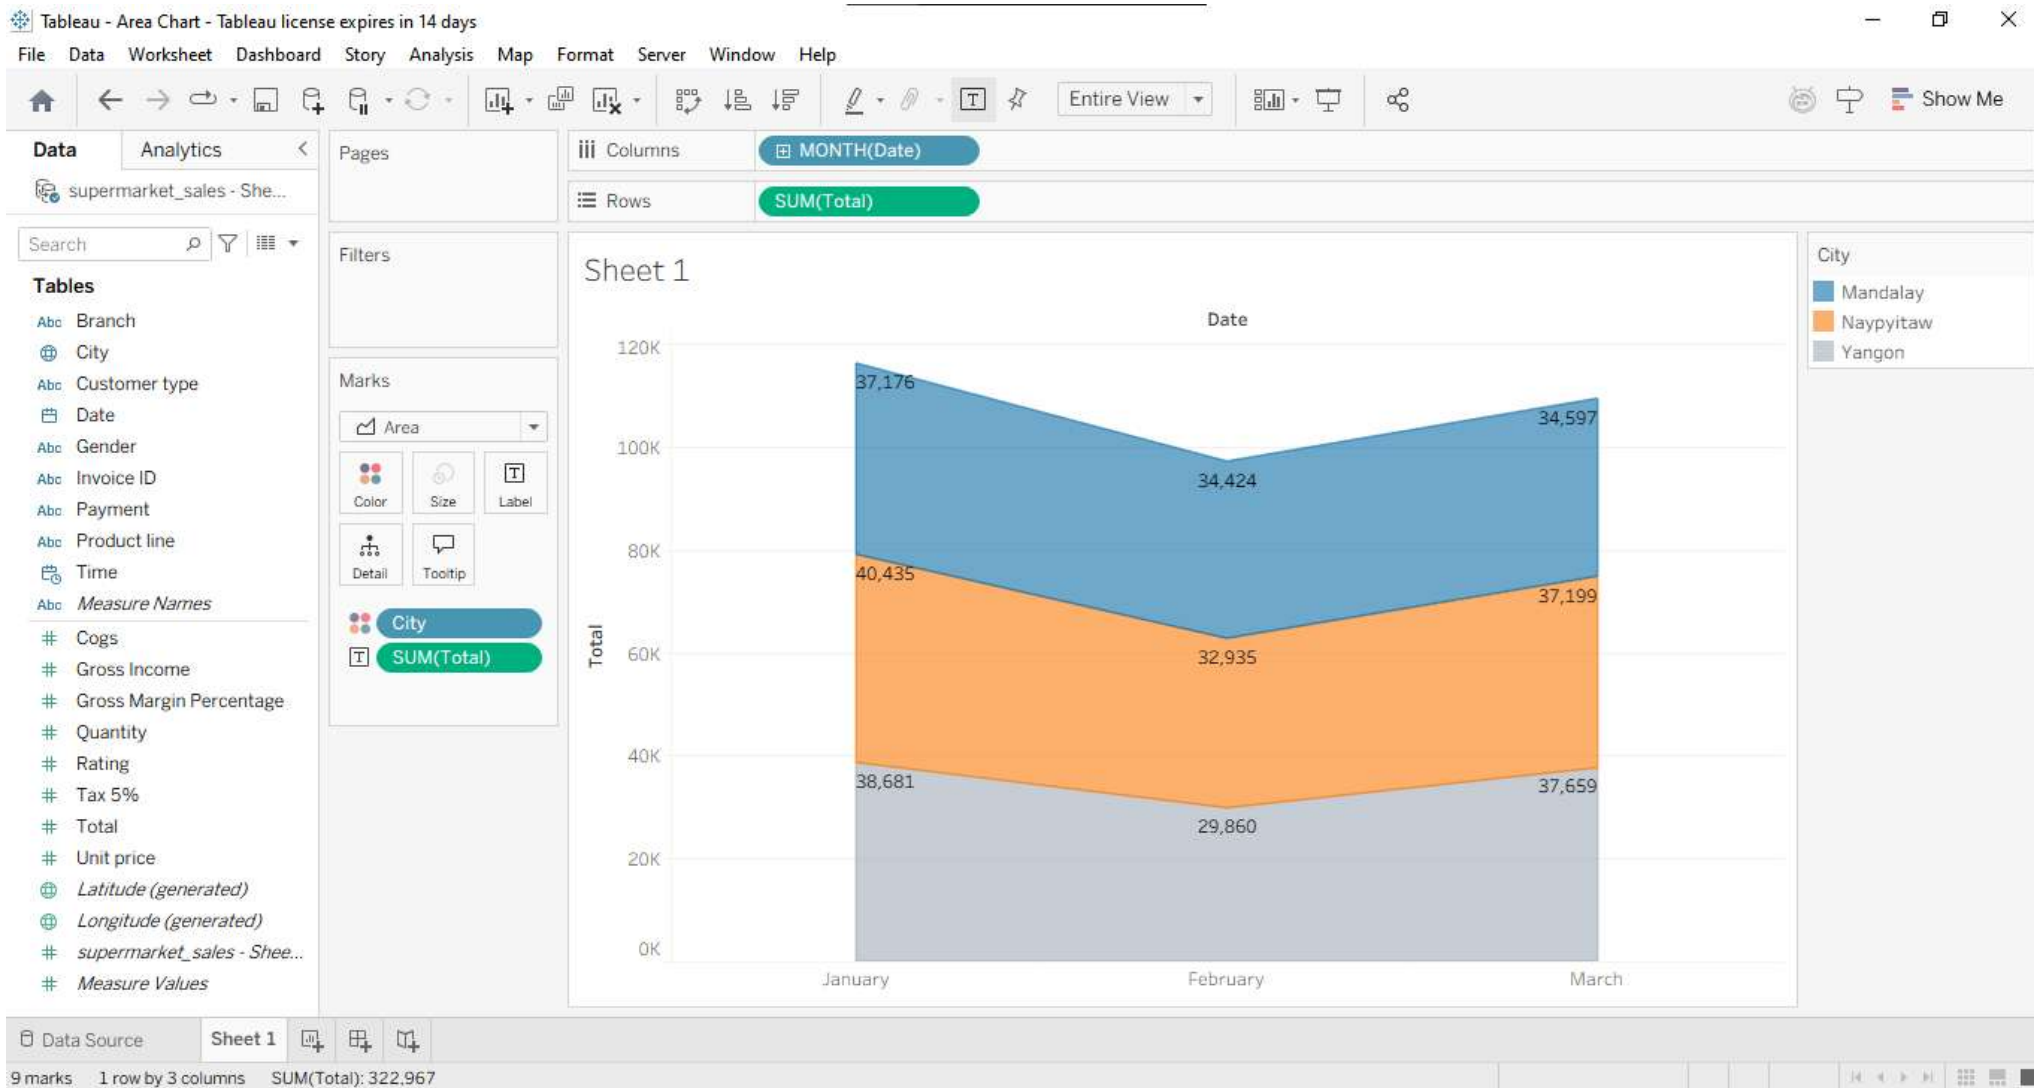 Tableau - Area Chart - Tableau license expires in 14 days
File Data Worksheet Dashboard Story Analysis Map Format Server Window Help
Entire View
Show Me
Data Analytics
supermarket_sales - She...
Search
Tables
Abc Branch
City
Abc Customer type
Date
Abc Gender
Abc Invoice ID
Abc Payment
Abc Product line
Time
Abc Measure Names
# Cogs
# Gross Income
# Gross Margin Percentage
# Quantity
# Rating
# Tax 5%
# Total
# Unit price
Latitude (generated)
Longitude (generated)
# supermarket_sales - Shee...
# Measure Values
Pages
Filters
Marks
Area
Color Size T Label
Detail Tooltip
City
T SUM(Total)
Columns MONTH(Date)
Rows SUM(Total)
Sheet 1
Date
Total
120K
100K
80K
60K
40K
20K
0K
37,176
34,424
34,597
40,435
32,935
37,199
38,681
29,860
37,659
January February March
City
Mandalay
Naypyitaw
Yangon
Data Source Sheet 1
9 marks 1 row by 3 columns SUM(Total): 322,967